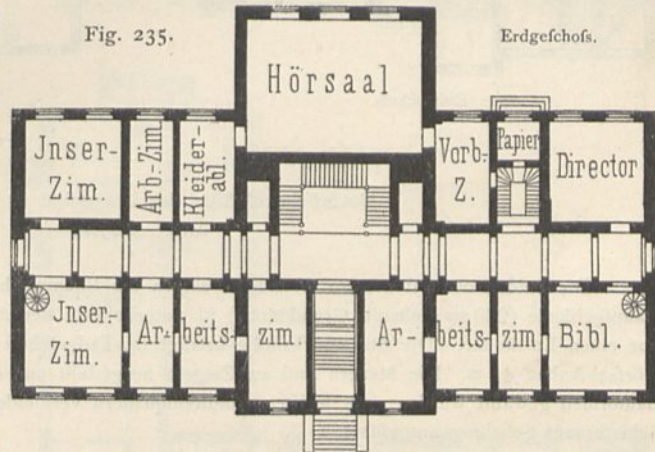 Fig. 235.
Erdgeſchoſs.
Hörsaal
Jnser-
Zim.
Arb.-Zim
Kleider-
abl.
Vorb.-
Z.
Papier
Director
Jnser.-
Zim.
Ar-
beits-
zim.
Ar-
beits-
zim
Bibl.